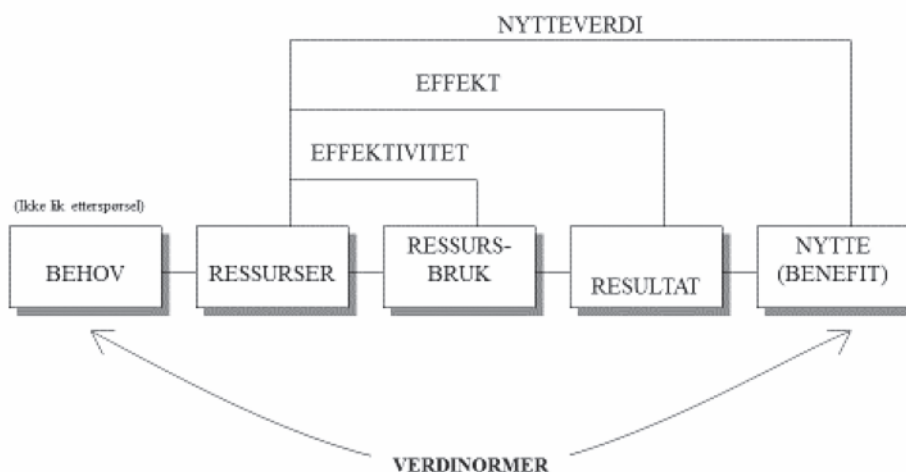 NYTTEVERDI
EFFEKT
EFFEKTIVITET
(Ikke lik etterspørsel)
BEHOV
RESSURSER
RESSURS-
BRUK
RESULTAT
NYTTE
(BENEFIT)
VERDINORMER